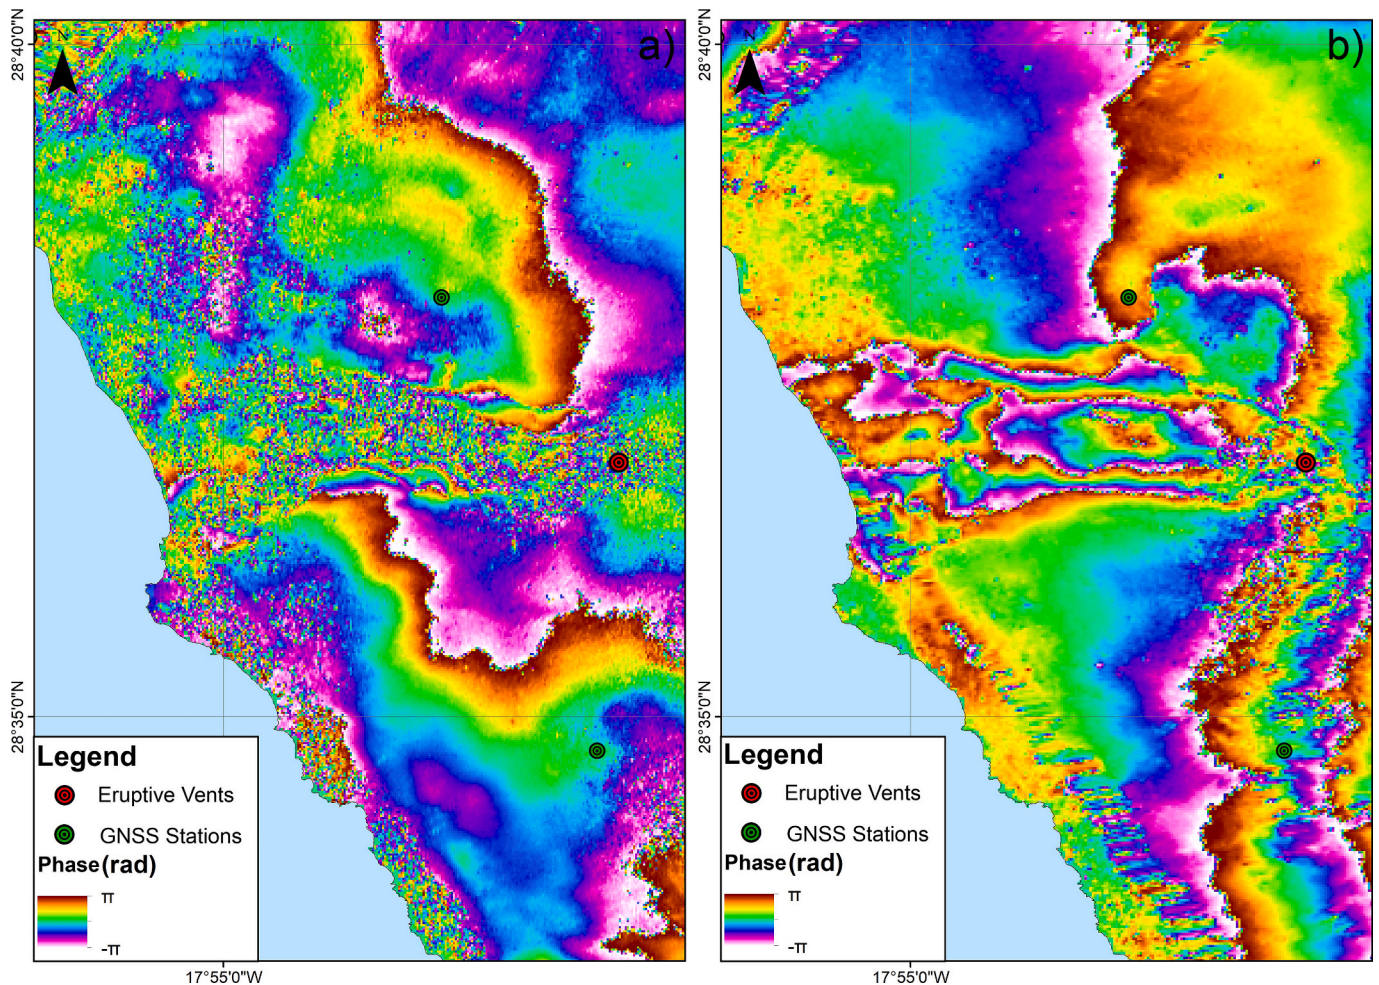 a)
N
28°40'0"N
28°35'0"N
Legend
Eruptive Vents
GNSS Stations
Phase(rad)
π
-π
17°55'0"W
b)
N
28°40'0"N
28°35'0"N
Legend
Eruptive Vents
GNSS Stations
Phase(rad)
π
-π
17°55'0"W